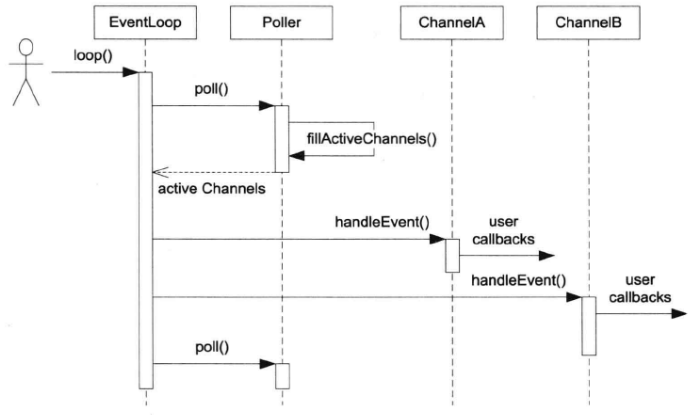 EventLoop
Poller
ChannelA
ChannelB
loop()
poll()
fillActiveChannels()
active Channels
handleEvent()
user
callbacks
handleEvent()
user
callbacks
poll()